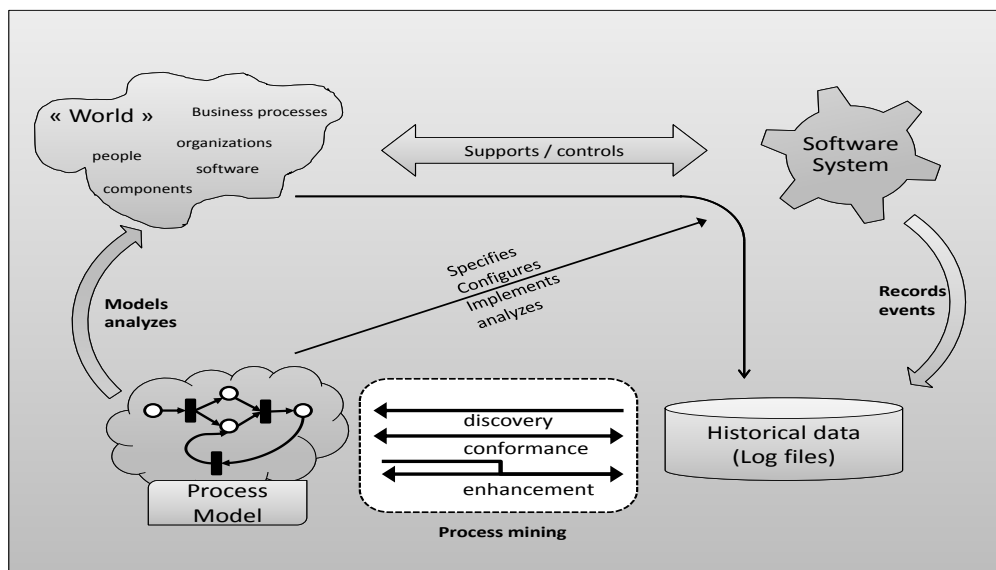 « World »
Business processes
organizations
people
software
components
Supports / controls
Software
System
Specifies
Configures
Implements
analyzes
Models
analyzes
Records
events
discovery
conformance
enhancement
Historical data
(Log files)
Process
Model
Process mining